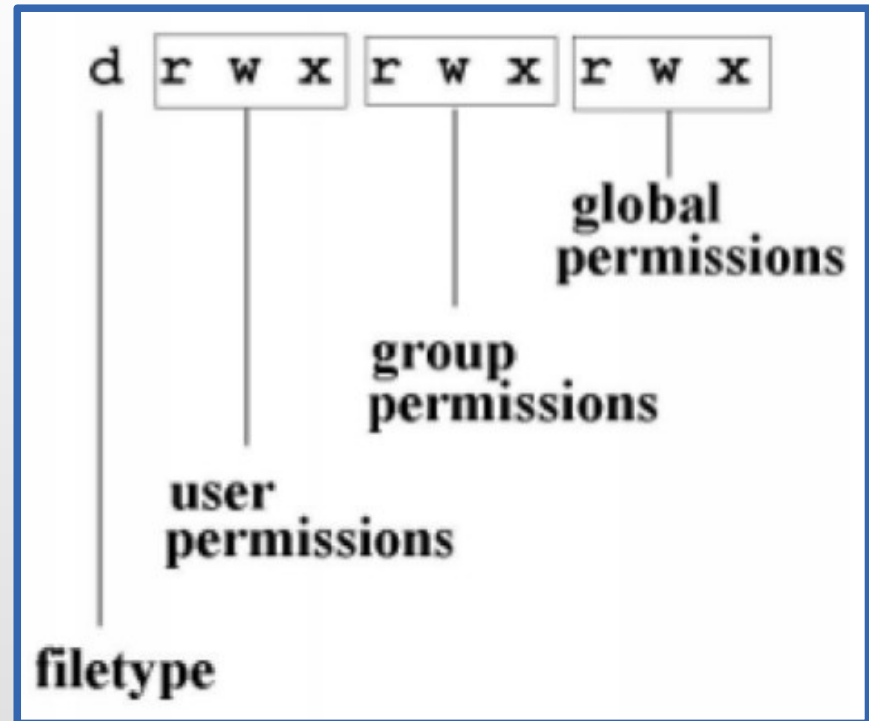 d r w x r w x r w x
global
permissions
group
permissions
user
permissions
filetype